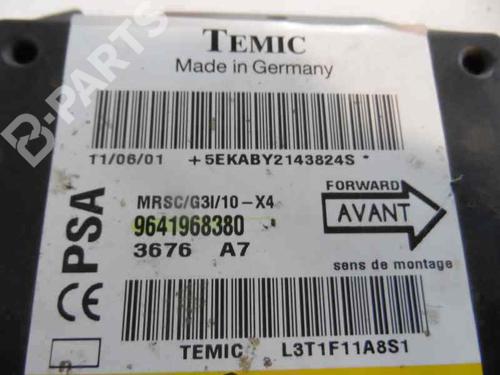 B-PARTS
TEMIC
Made in Germany
11/06/01 +5EKABY2143824S*
PSA
MRSC/G3I/10-X4
9641968380
3676 A7
FORWARD
AVANT
sens de montage
CE
TEMIC L3T1F11A8S1